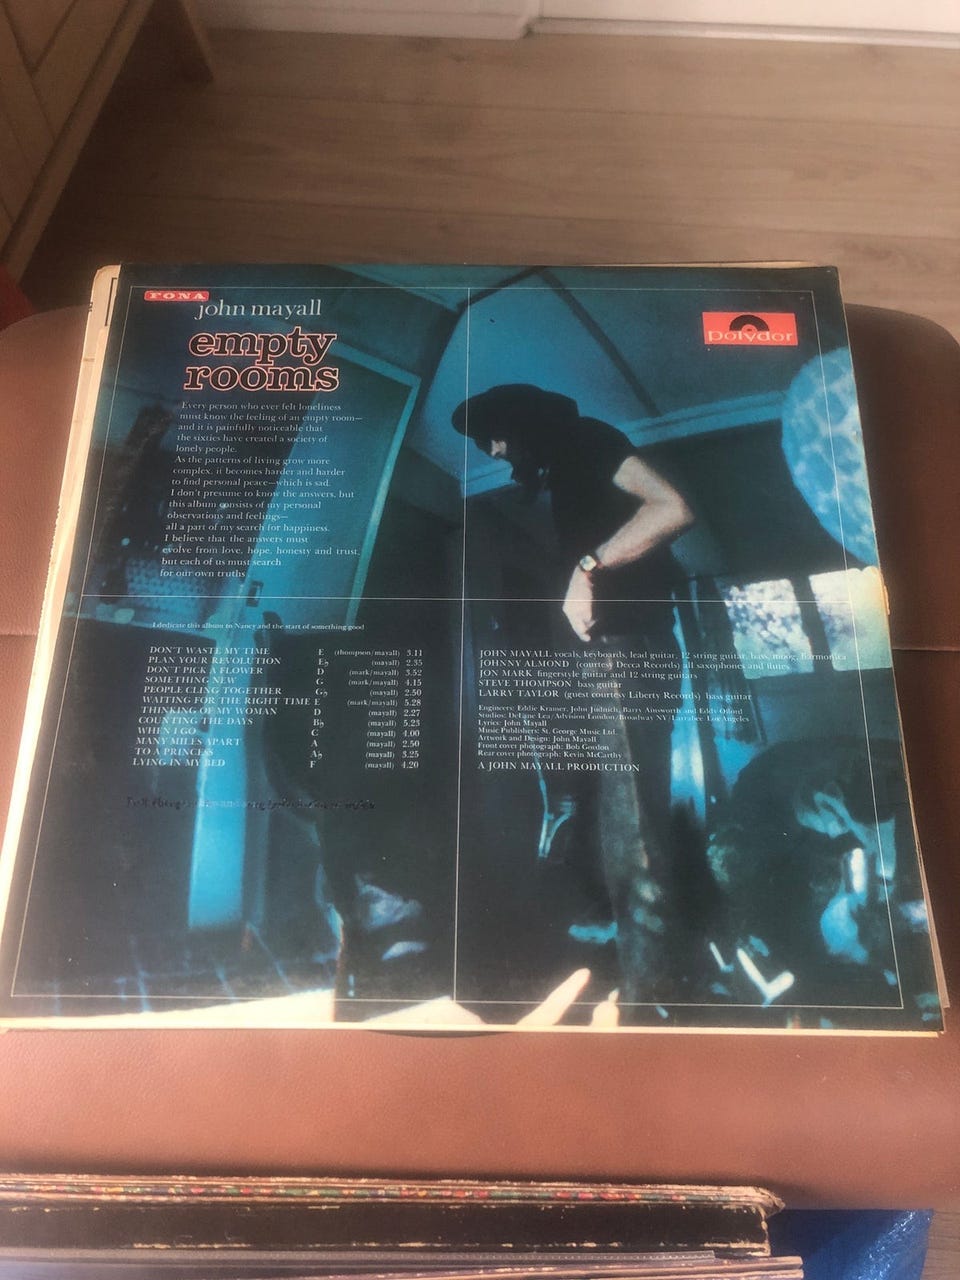 FONA
john mayall
empty
rooms
polydor
Every person who ever felt loneliness
must know the feeling of an empty room—
and it is painfully noticeable that
the sixties have created a society of
lonely people.
As the patterns of living grow more
complex, it becomes harder and harder
to find personal peace—which is sad.
I don't presume to know the answers, but
this album consists of my personal
observations and feelings—
all a part of my search for happiness.
I believe that the answers must
evolve from love, hope, honesty and trust,
but each of us must search
for our own truths
I dedicate this album to Nancy and the start of something good
DON'T WASTE MY TIME E (thompson/mayall) 3.11
PLAN YOUR REVOLUTION E♭ (mayall) 2.35
DON'T PICK A FLOWER D (mark/mayall) 3.52
SOMETHING NEW G (mark/mayall) 4.15
PEOPLE CLING TOGETHER G♭ (mayall) 2.50
WAITING FOR THE RIGHT TIME E (mark/mayall) 5.28
THINKING OF MY WOMAN D (mayall) 2.27
COUNTING THE DAYS B♭ (mayall) 5.23
WHEN I GO C (mayall) 4.00
MANY MILES APART A (mayall) 2.50
TO A PRINCESS A♭ (mayall) 3.25
LYING IN MY BED F (mayall) 4.20
JOHN MAYALL vocals, keyboards, lead guitar, 12 string guitar, bass, moog, harmonica
JOHNNY ALMOND (courtesy Decca Records) all saxophones and flutes
JON MARK fingerstyle guitar and 12 string guitars
STEVE THOMPSON bass guitar
LARRY TAYLOR (guest courtesy Liberty Records) bass guitar
Engineers: Eddie Kramer, John Judnich, Barry Ainsworth and Eddy Offord
Studios: DeLane Lea/Advision London/Broadway NY/Larrabee Los Angeles
Lyrics: John Mayall
Music Publishers: St. George Music Ltd.
Artwork and Design: John Mayall
Front cover photograph: Bob Gordon
Rear cover photograph: Kevin McCarthy
A JOHN MAYALL PRODUCTION